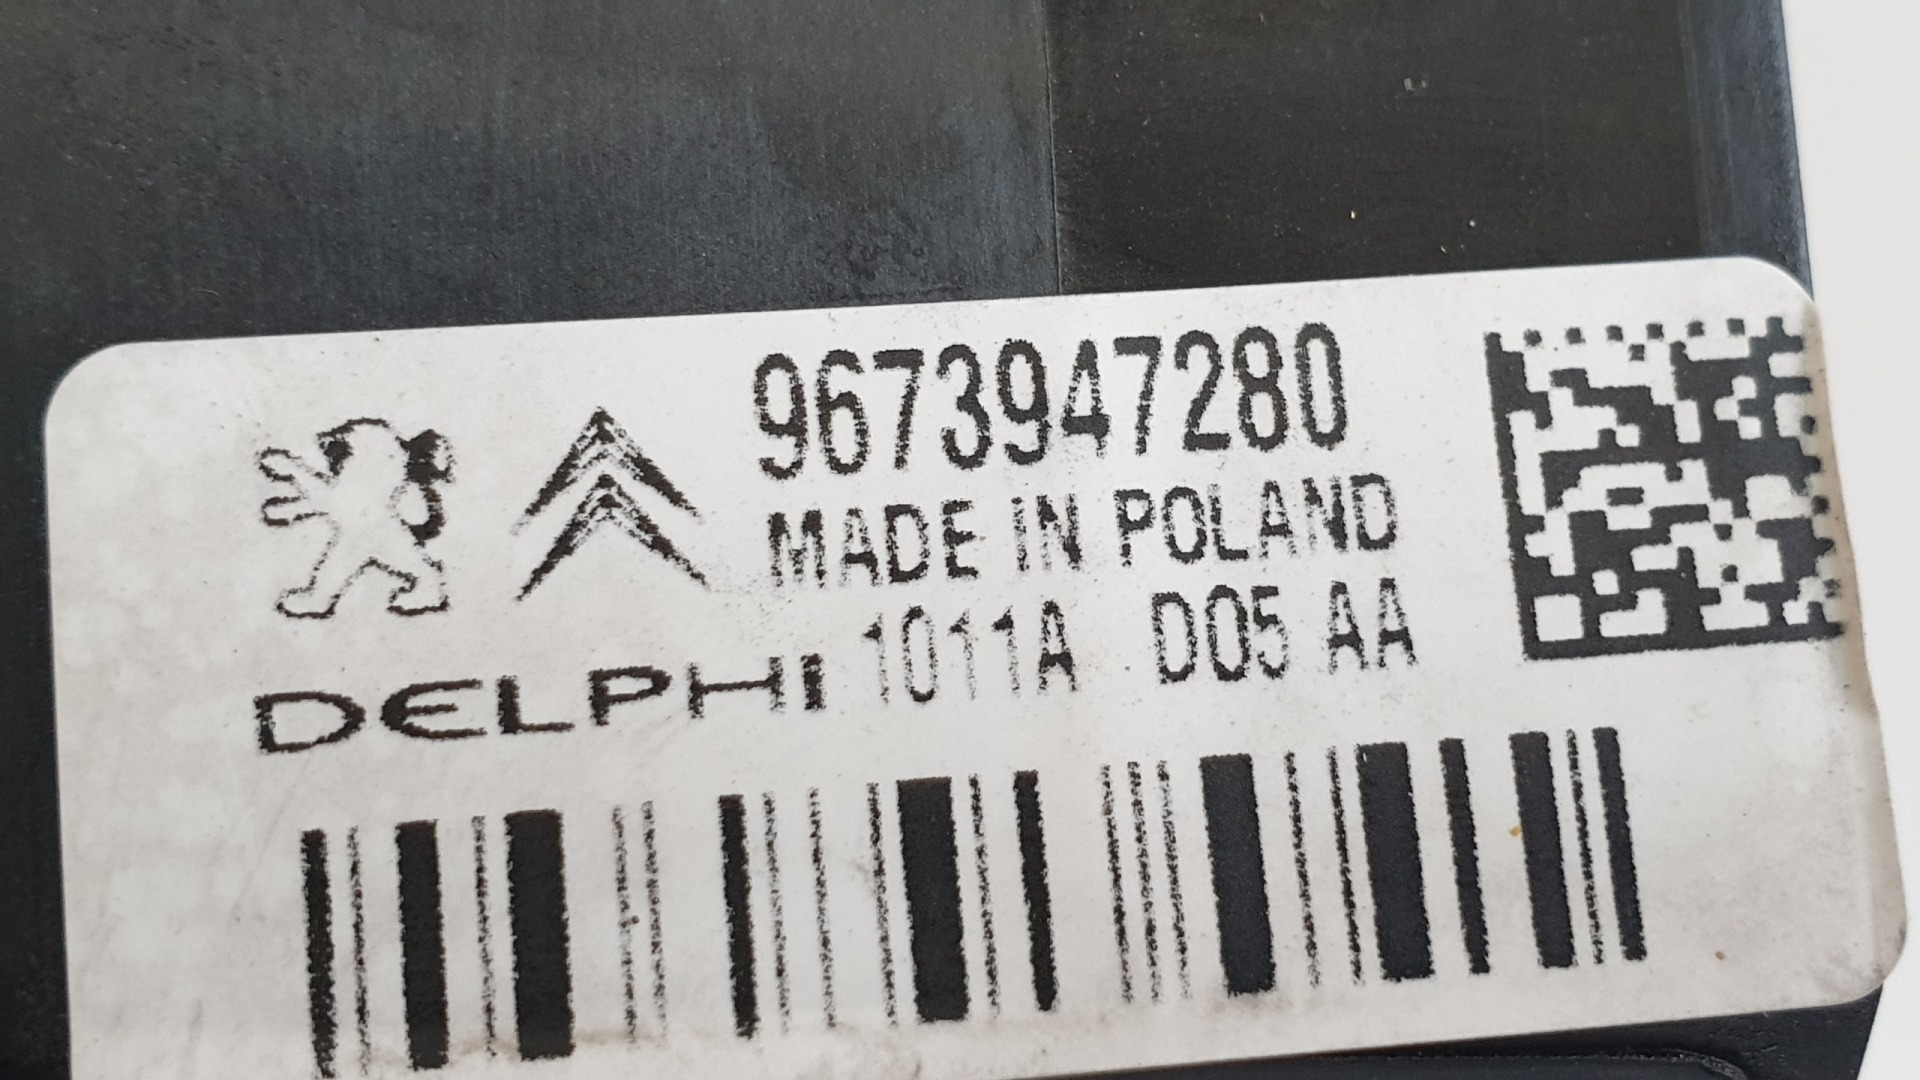 9673947280
MADE IN POLAND
DELPHI 1011A D05 AA